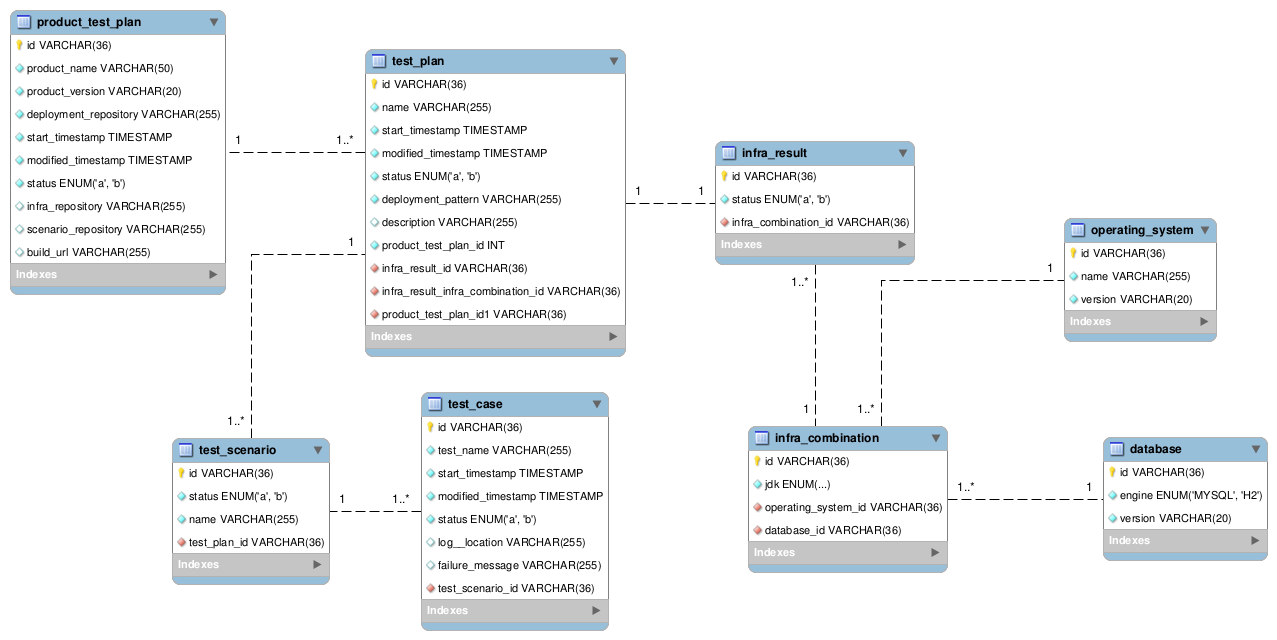 product_test_plan
id VARCHAR(36)
product_name VARCHAR(50)
product_version VARCHAR(20)
deployment_repository VARCHAR(255)
start_timestamp TIMESTAMP
modified_timestamp TIMESTAMP
status ENUM('a', 'b')
infra_repository VARCHAR(255)
scenario_repository VARCHAR(255)
build_url VARCHAR(255)
Indexes
1
1..*
test_plan
id VARCHAR(36)
name VARCHAR(255)
start_timestamp TIMESTAMP
modified_timestamp TIMESTAMP
status ENUM('a', 'b')
deployment_pattern VARCHAR(255)
description VARCHAR(255)
product_test_plan_id INT
infra_result_id VARCHAR(36)
infra_result_infra_combination_id VARCHAR(36)
product_test_plan_id1 VARCHAR(36)
Indexes
1
1
infra_result
id VARCHAR(36)
status ENUM('a', 'b')
infra_combination_id VARCHAR(36)
Indexes
1..*
1
operating_system
id VARCHAR(36)
name VARCHAR(255)
version VARCHAR(20)
Indexes
1
1..*
1
1..*
test_scenario
id VARCHAR(36)
status ENUM('a', 'b')
name VARCHAR(255)
test_plan_id VARCHAR(36)
Indexes
1
1..*
test_case
id VARCHAR(36)
test_name VARCHAR(255)
start_timestamp TIMESTAMP
modified_timestamp TIMESTAMP
status ENUM('a', 'b')
log__location VARCHAR(255)
failure_message VARCHAR(255)
test_scenario_id VARCHAR(36)
Indexes
infra_combination
id VARCHAR(36)
jdk ENUM(...)
operating_system_id VARCHAR(36)
database_id VARCHAR(36)
Indexes
1..*
1
database
id VARCHAR(36)
engine ENUM('MYSQL', 'H2')
version VARCHAR(20)
Indexes